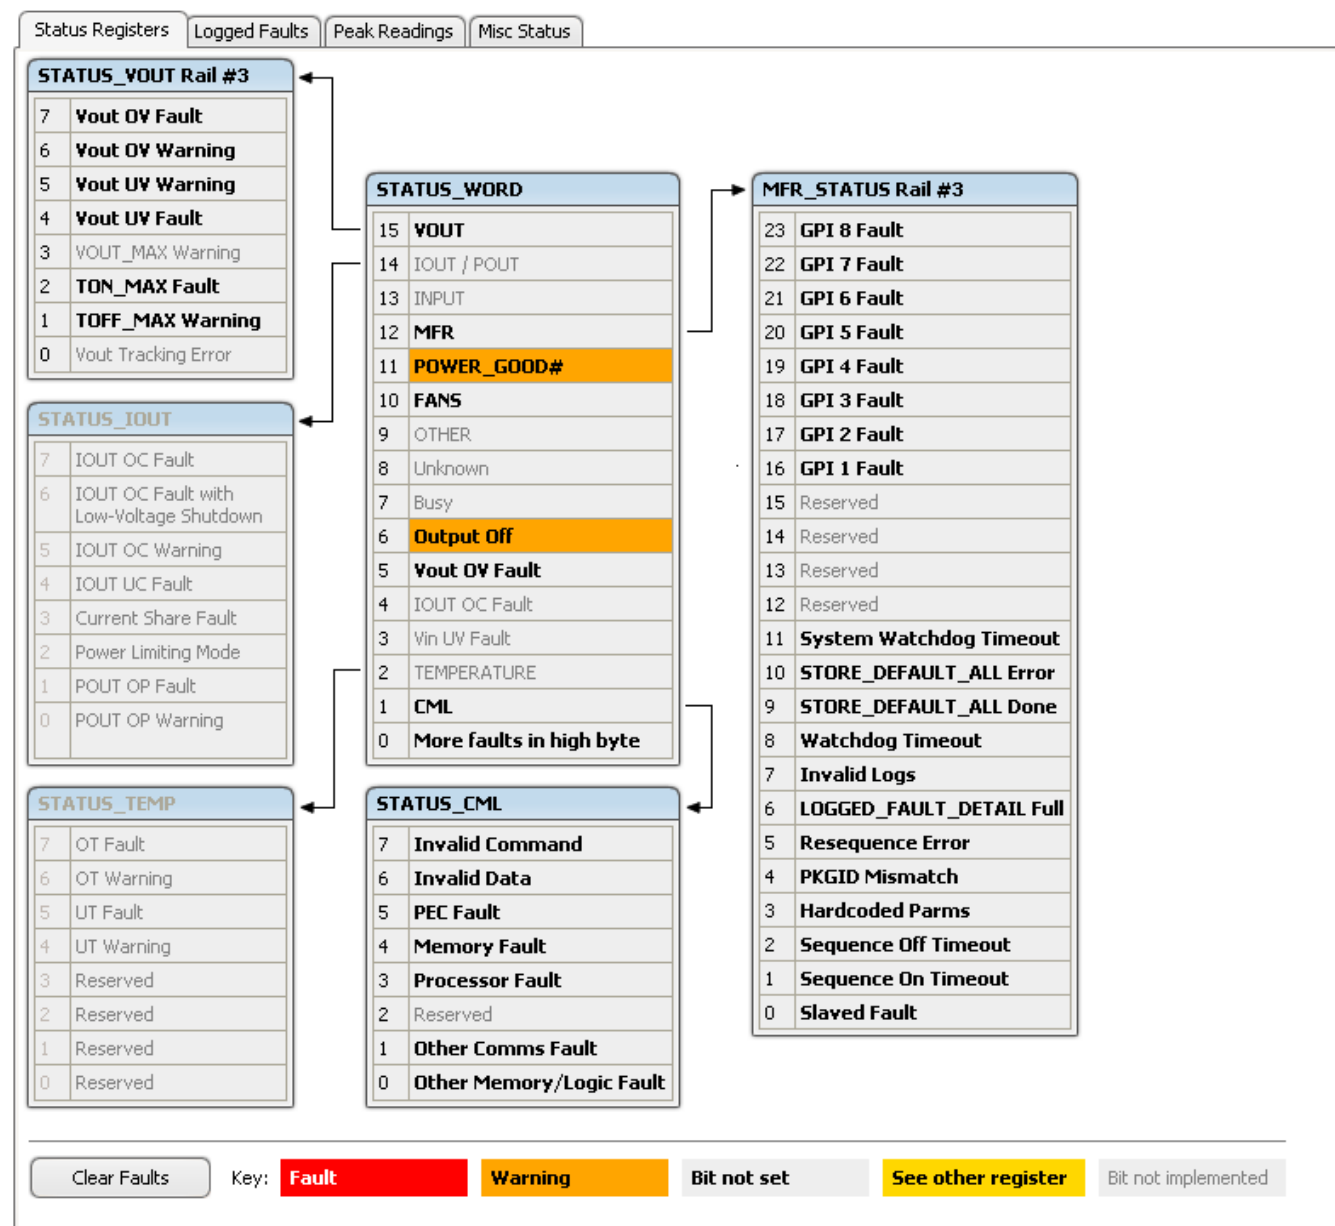 Status Registers
Logged Faults
Peak Readings
Misc Status
STATUS_VOUT Rail #3
7 Vout OV Fault
6 Vout OV Warning
5 Vout UV Warning
4 Vout UV Fault
3 VOUT_MAX Warning
2 TON_MAX Fault
1 TOFF_MAX Warning
0 Vout Tracking Error
STATUS_IOUT
7 IOUT OC Fault
6 IOUT OC Fault with
Low-Voltage Shutdown
5 IOUT OC Warning
4 IOUT UC Fault
3 Current Share Fault
2 Power Limiting Mode
1 POUT OP Fault
0 POUT OP Warning
STATUS_TEMP
7 OT Fault
6 OT Warning
5 UT Fault
4 UT Warning
3 Reserved
2 Reserved
1 Reserved
0 Reserved
STATUS_WORD
15 VOUT
14 IOUT / POUT
13 INPUT
12 MFR
11 POWER_GOOD#
10 FANS
9 OTHER
8 Unknown
7 Busy
6 Output Off
5 Vout OV Fault
4 IOUT OC Fault
3 Vin UV Fault
2 TEMPERATURE
1 CML
0 More faults in high byte
STATUS_CML
7 Invalid Command
6 Invalid Data
5 PEC Fault
4 Memory Fault
3 Processor Fault
2 Reserved
1 Other Comms Fault
0 Other Memory/Logic Fault
MFR_STATUS Rail #3
23 GPI 8 Fault
22 GPI 7 Fault
21 GPI 6 Fault
20 GPI 5 Fault
19 GPI 4 Fault
18 GPI 3 Fault
17 GPI 2 Fault
16 GPI 1 Fault
15 Reserved
14 Reserved
13 Reserved
12 Reserved
11 System Watchdog Timeout
10 STORE_DEFAULT_ALL Error
9 STORE_DEFAULT_ALL Done
8 Watchdog Timeout
7 Invalid Logs
6 LOGGED_FAULT_DETAIL Full
5 Resequence Error
4 PKGID Mismatch
3 Hardcoded Parms
2 Sequence Off Timeout
1 Sequence On Timeout
0 Slaved Fault
Clear Faults
Key:
Fault
Warning
Bit not set
See other register
Bit not implemented